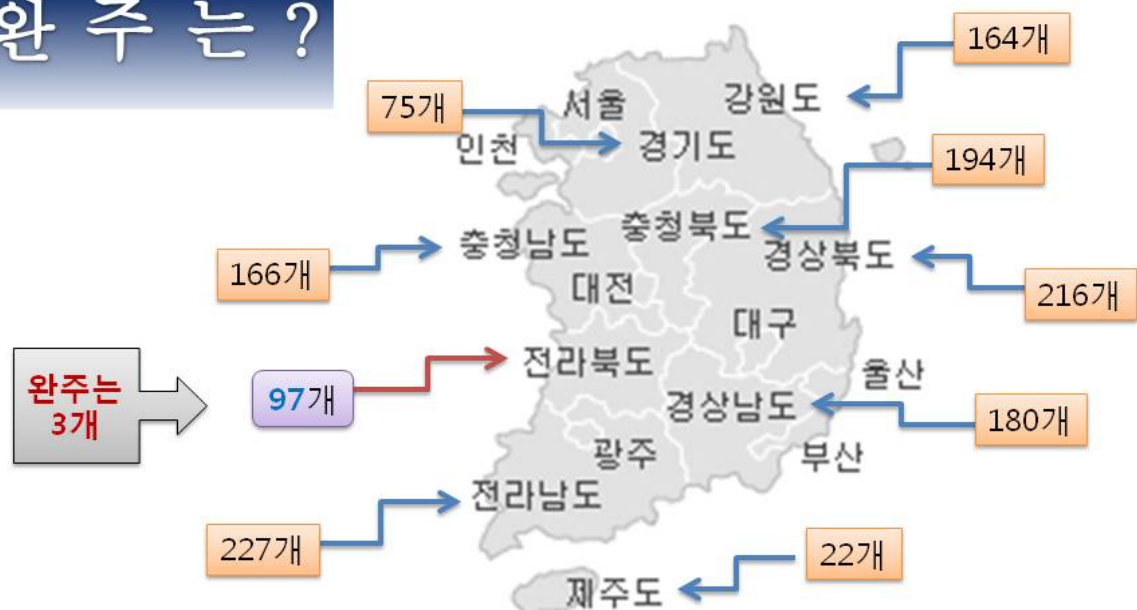 완 주 는 ?
164개
75개
서울
강원도
인천
경기도
194개
충청북도
충청남도
경상북도
166개
대전
216개
대구
전라북도
울산
완주는
3개
97개
경상남도
180개
광주
부산
전라남도
227개
22개
제주도